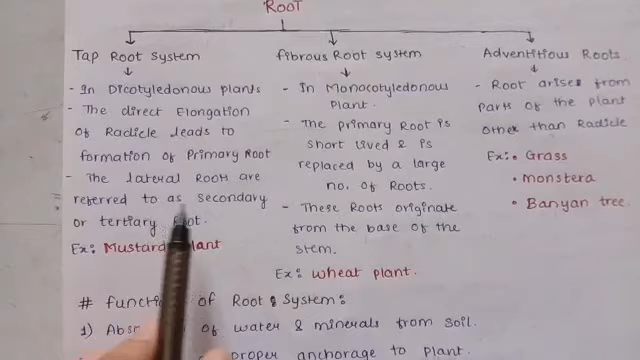 ROOT
Tap Root System
- In Dicotyledonous plants
- The direct Elongation
Of Radicle leads to
formation of Primary Root
- The lateral Roots are
referred to as secondary
or tertiary Root.
Ex: Mustard Plant
fibrous Root System
- In Monocotyledonous
Plant.
- The primary Root is
short lived & is
replaced by a large
no. of Roots.
- These Roots originate
from the base of the
stem.
Ex: wheat plant.
Adventitious Roots
- Root arises from
parts of the plant
other than Radicle
Ex: • Grass
• monstera
• Banyan tree.
# function of Root System:
1) of water & minerals from soil.
proper anchorage to plant.